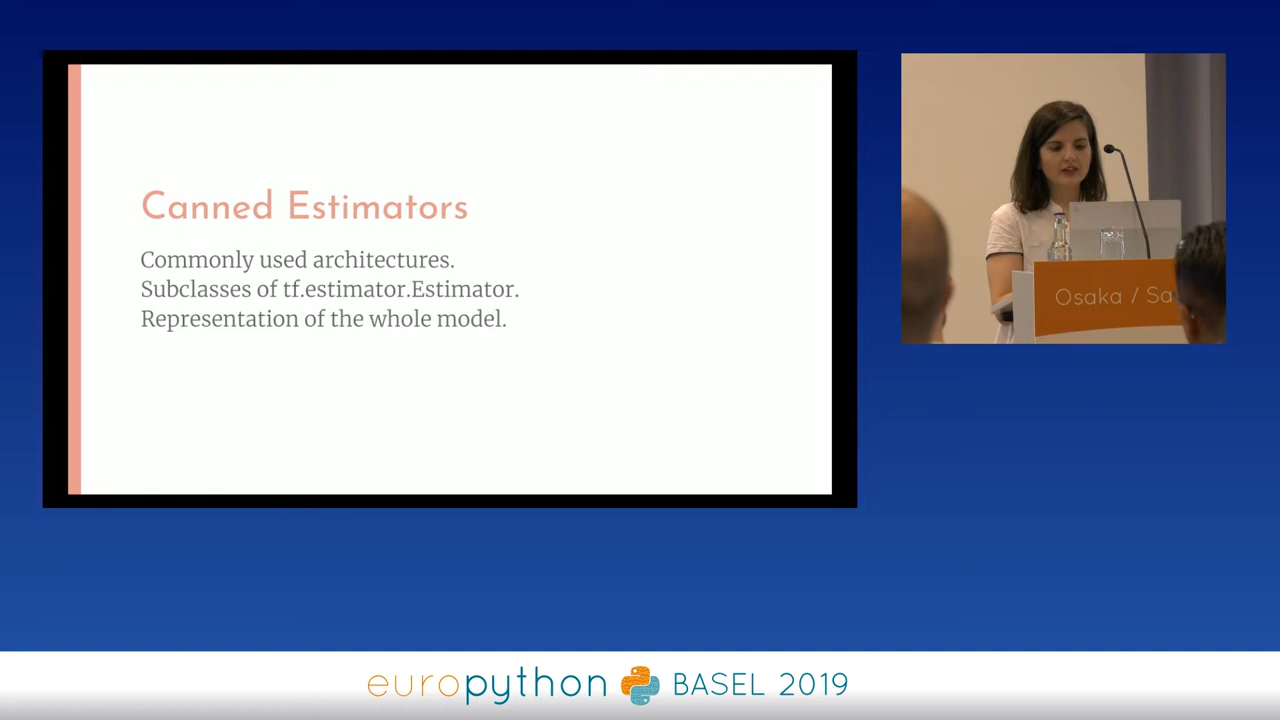 Canned Estimators
Commonly used architectures.
Subclasses of tf.estimator.Estimator.
Representation of the whole model.
Osaka / Sa
europython BASEL 2019